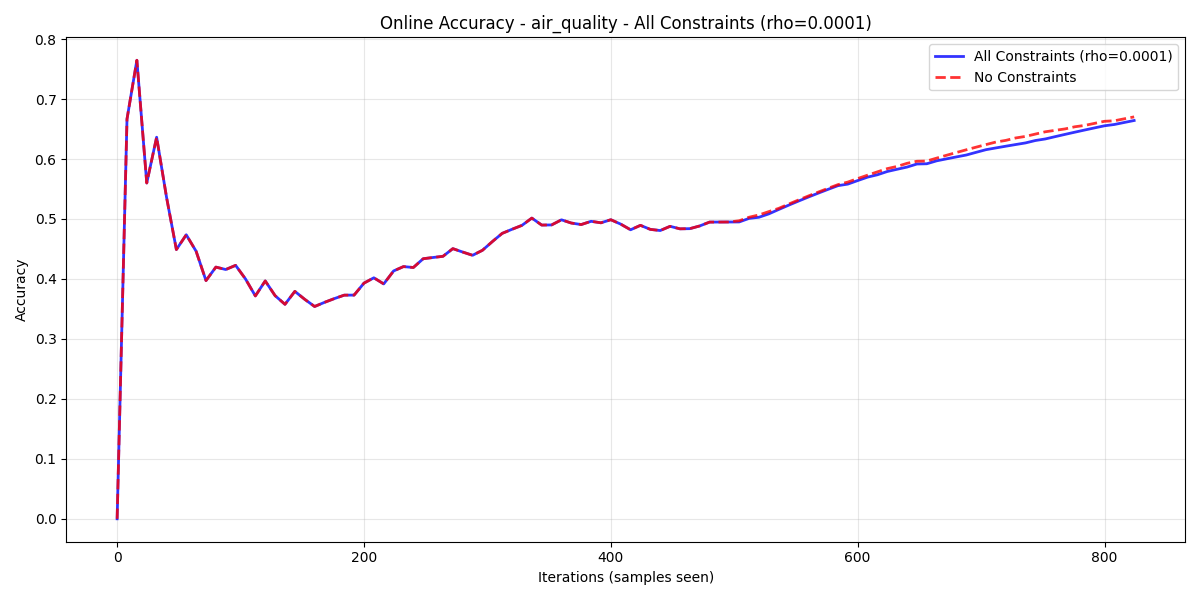 Online Accuracy - air_quality - All Constraints (rho=0.0001)
All Constraints (rho=0.0001)
No Constraints
Accuracy
0.8
0.7
0.6
0.5
0.4
0.3
0.2
0.1
0.0
0 200 400 600 800
Iterations (samples seen)